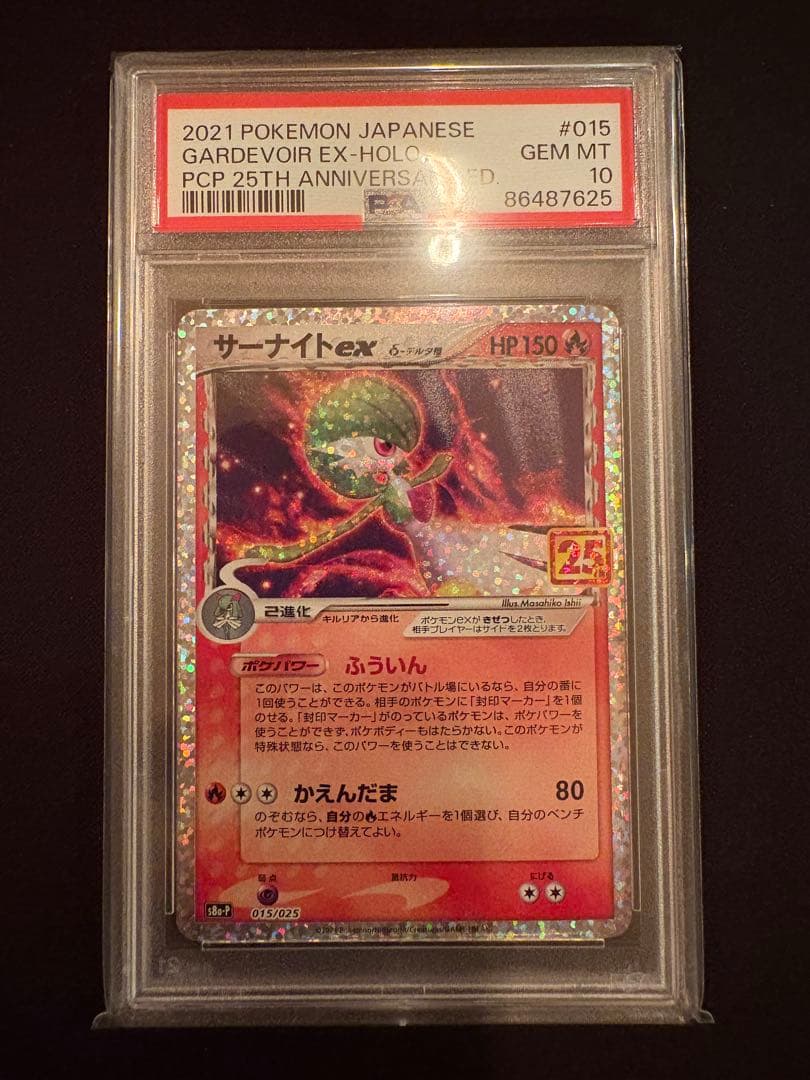 2021 POKEMON JAPANESE #015
GARDEVOIR EX-HOLO GEM MT
PCP 25TH ED. 10
86487625
サーナイトex δ-デルタ種 HP150
25
Illus. Masahiko Ishii
2進化 キルリアから進化
ポケモンexが きぜつしたとき、
相手プレイヤーはサイドを2枚とります。
ポケパワー ふういん
このパワーは、このポケモンがバトル場にいるなら、自分の番に
1回使うことができる。相手のポケモンに「封印マーカー」を1個
のせる。「封印マーカー」がのっているポケモンは、ポケパワーを
使うことができず、ポケボディーもはたらかない。このポケモンが
特殊状態なら、このパワーを使うことはできない。
かえんだま 80
のぞむなら、自分のエネルギーを1個選び、自分のベンチ
ポケモンにつけ替えてよい。
弱点 抵抗力 にげる
s8a-P 015/025